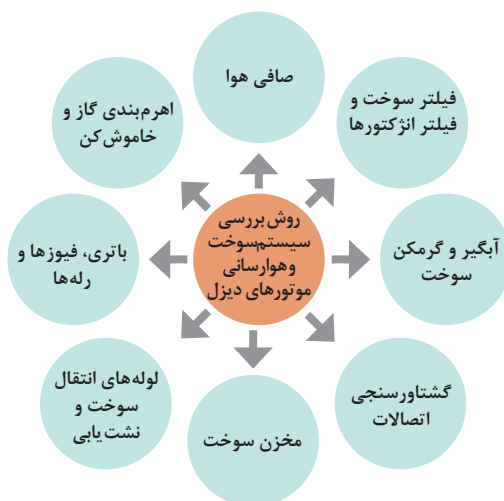 صافی هوا
فیلتر سوخت و
فیلتر انژکتورها
آبگیر و گرمکن
سوخت
گشتاورسنجی
اتصالات
مخزن سوخت
لوله‌های انتقال
سوخت و
نشت یابی
باتری، فیوزها و
رله‌ها
اهرم‌بندی گاز و
خاموش‌کن
روش بررسی
سیستم‌سوخت
وهوارسانی
موتورهای دیزل